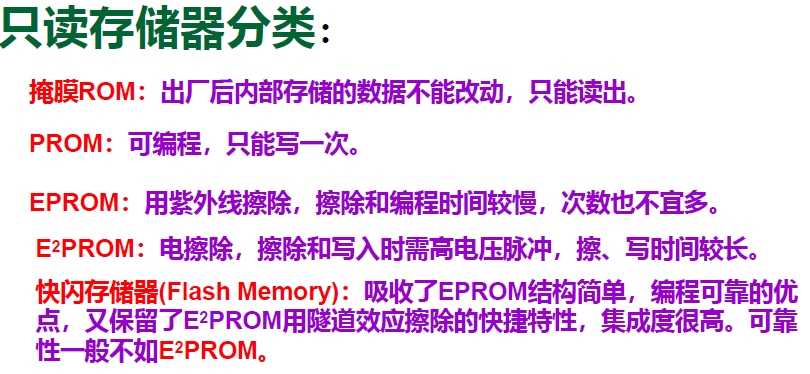 只读存储器分类：
掩膜ROM：出厂后内部存储的数据不能改动，只能读出。
PROM：可编程，只能写一次。
EPROM：用紫外线擦除，擦除和编程时间较慢，次数也不宜多。
E²PROM：电擦除，擦除和写入时需高电压脉冲，擦、写时间较长。
快闪存储器(Flash Memory)：吸收了EPROM结构简单，编程可靠的优
点，又保留了E²PROM用隧道效应擦除的快捷特性，集成度很高。可靠
性一般不如E²PROM。